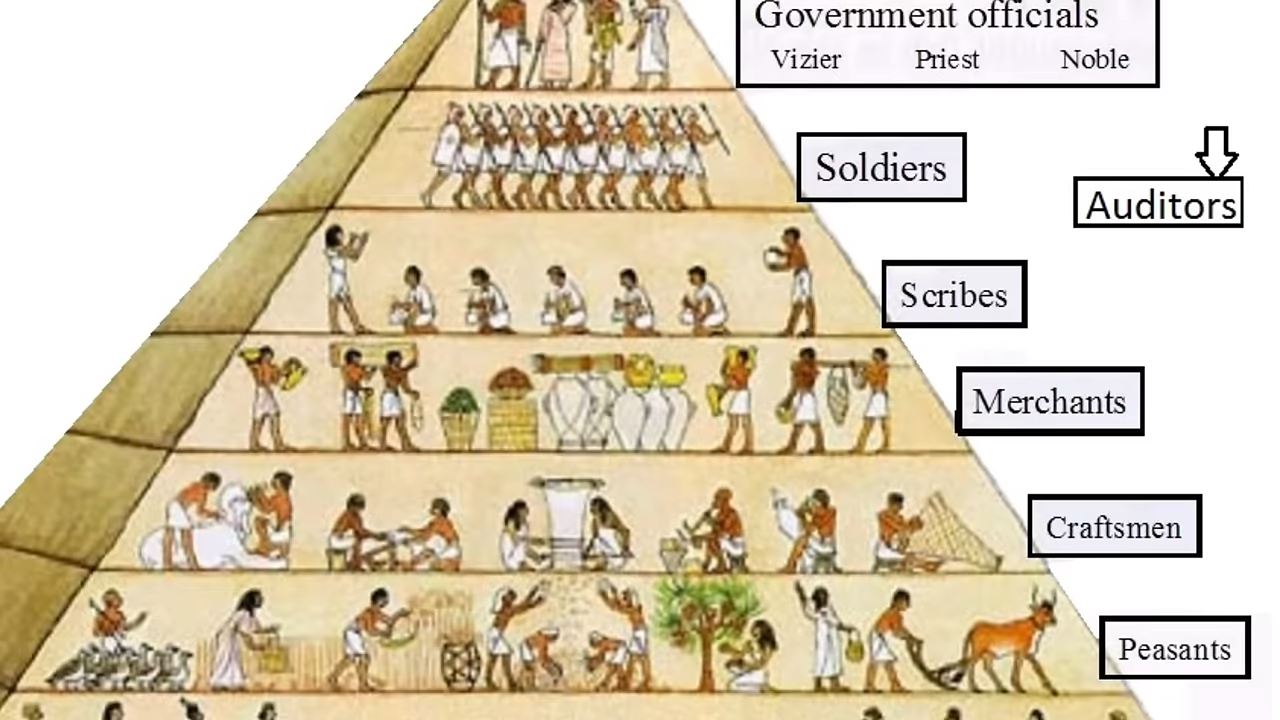 Government officials
Vizier Priest Noble
Soldiers
Auditors
Scribes
Merchants
Craftsmen
Peasants